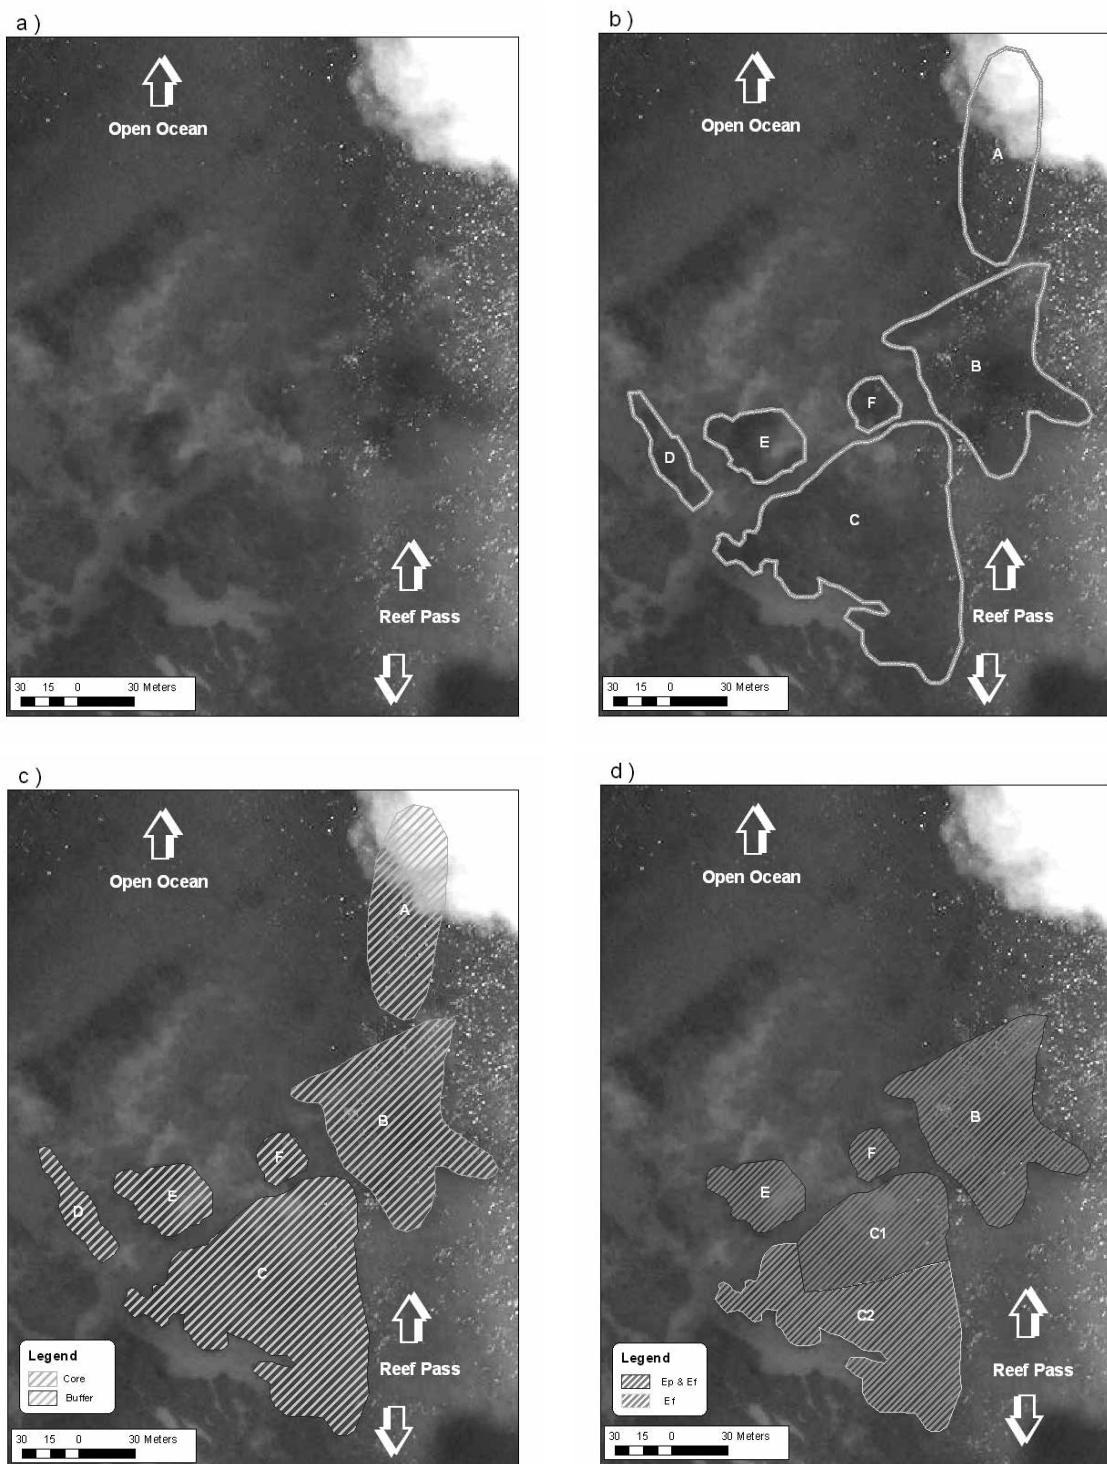 a )
Open Ocean
Reef Pass
30 15 0 30 Meters
b )
Open Ocean
A
B
F
E
D
C
Reef Pass
30 15 0 30 Meters
c )
Open Ocean
A
B
F
E
D
C
Reef Pass
Legend
Core
Buffer
30 15 0 30 Meters
d )
Open Ocean
B
F
E
C1
C2
Reef Pass
Legend
Ep & Ef
Ef
30 15 0 30 Meters